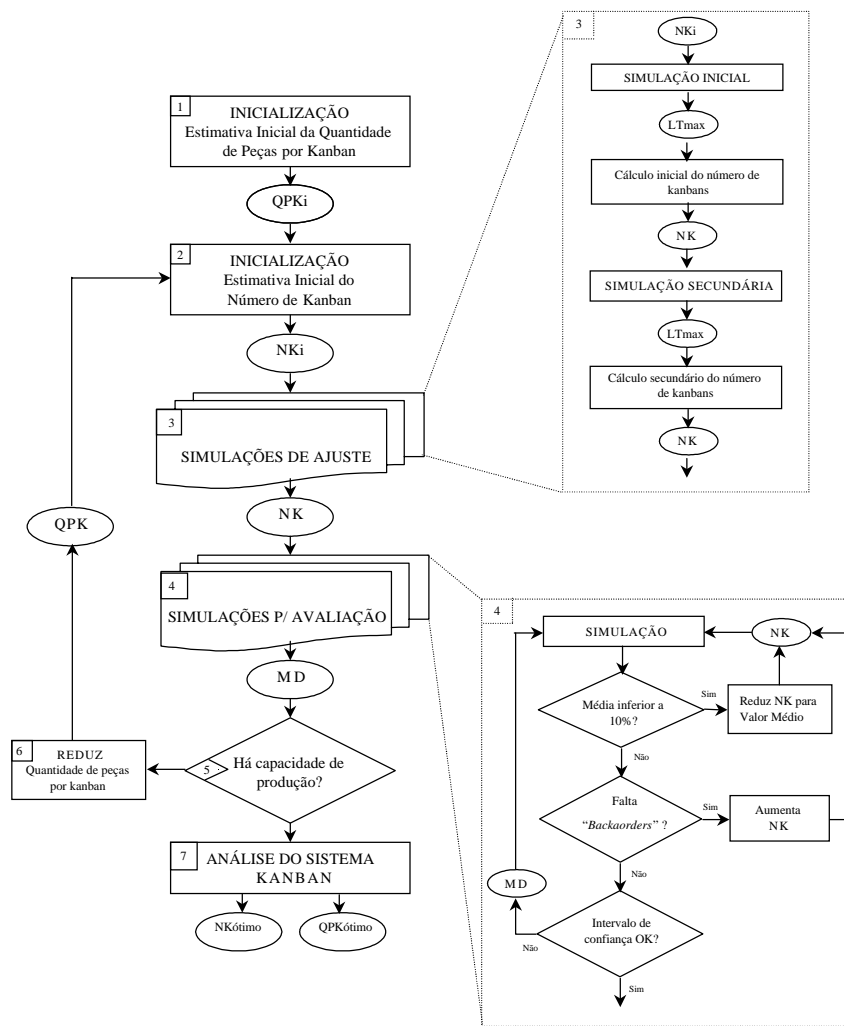 1
INICIALIZAÇÃO
Estimativa Inicial da Quantidade
de Peças por Kanban
QPKi
2
INICIALIZAÇÃO
Estimativa Inicial do
Número de Kanban
NKi
3
SIMULAÇÕES DE AJUSTE
NK
QPK
4
SIMULAÇÕES P/ AVALIAÇÃO
MD
5
Há capacidade de
produção?
6
REDUZ
Quantidade de peças
por kanban
7
ANÁLISE DO SISTEMA
KANBAN
NKótimo
QPKótimo
3
NKi
SIMULAÇÃO INICIAL
LTmax
Cálculo inicial do número de
kanbans
NK
SIMULAÇÃO SECUNDÁRIA
LTmax
Cálculo secundário do número
de kanbans
NK
4
SIMULAÇÃO
NK
Média inferior a
10%?
Sim
Reduz NK para
Valor Médio
Não
Falta
“Backaorders” ?
Sim
Aumenta
NK
Não
MD
Intervalo de
confiança OK?
Não
Sim